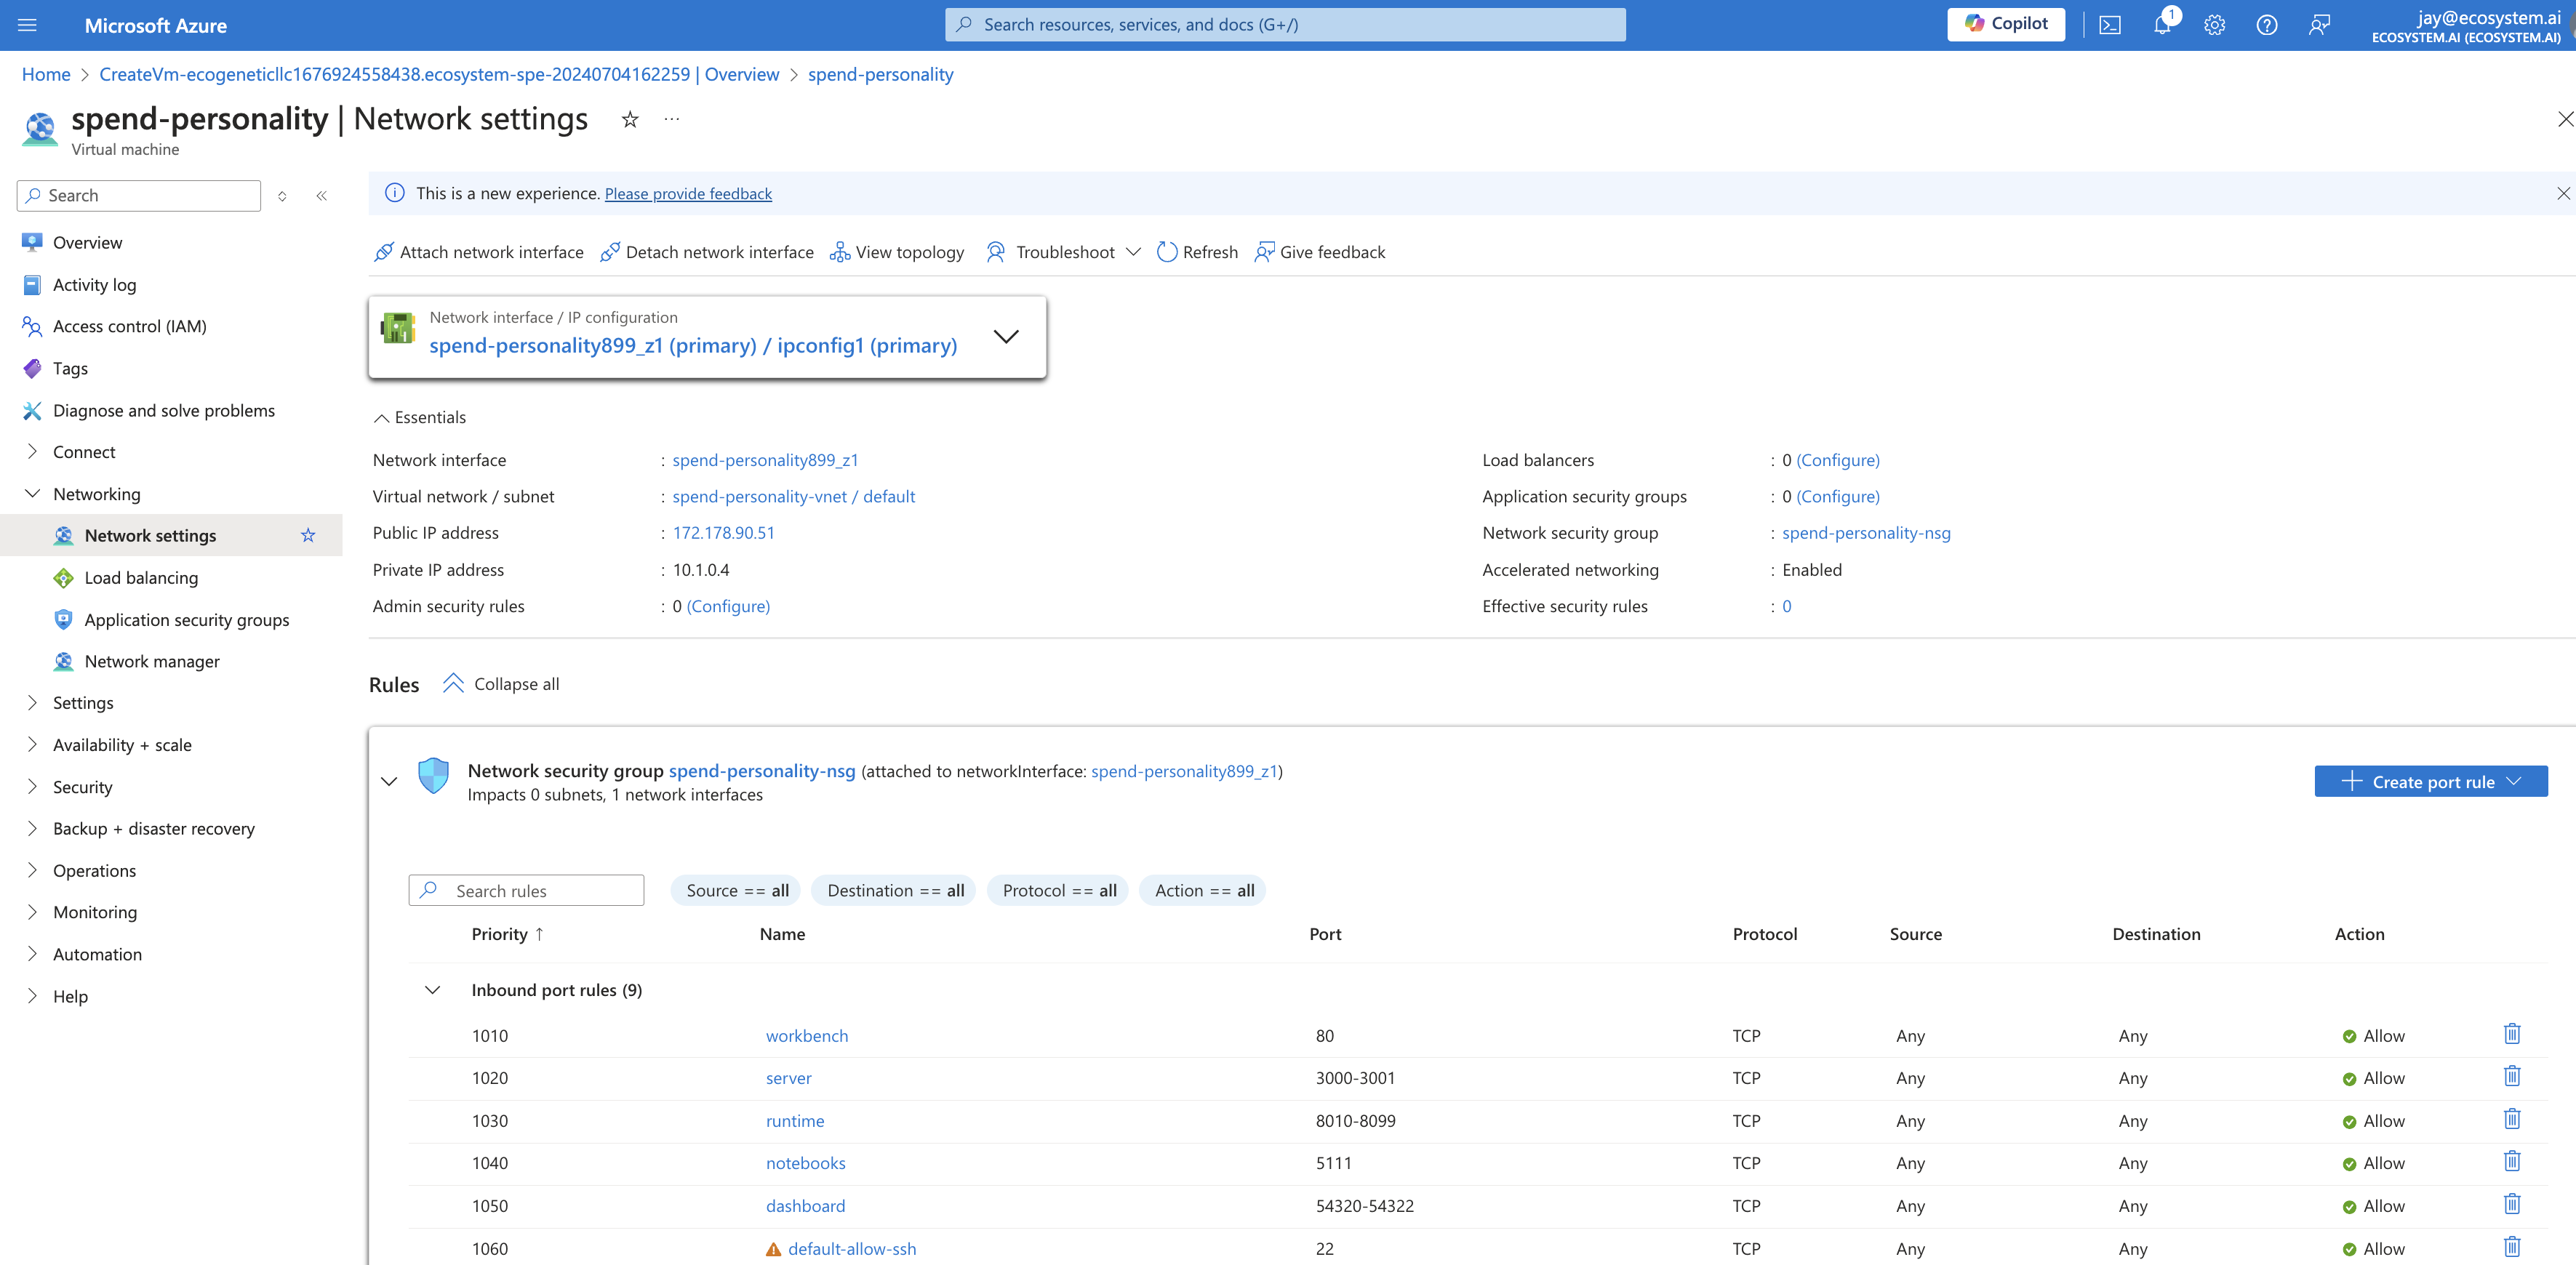 Microsoft Azure
Search resources, services, and docs (G+/)
Copilot
1
jay@ecosystem.ai
ECOSYSTEM.AI (ECOSYSTEM.AI)
Home > CreateVm-ecogeneticllc1676924558438.ecosystem-spe-20240704162259 | Overview > spend-personality
spend-personality | Network settings
Virtual machine
Search
Overview
Activity log
Access control (IAM)
Tags
Diagnose and solve problems
Connect
Networking
Network settings
Load balancing
Application security groups
Network manager
Settings
Availability + scale
Security
Backup + disaster recovery
Operations
Monitoring
Automation
Help
This is a new experience. Please provide feedback
Attach network interface Detach network interface View topology Troubleshoot Refresh Give feedback
Network interface / IP configuration
spend-personality899_z1 (primary) / ipconfig1 (primary)
Essentials
Network interface : spend-personality899_z1
Virtual network / subnet : spend-personality-vnet / default
Public IP address : 172.178.90.51
Private IP address : 10.1.0.4
Admin security rules : 0 (Configure)
Load balancers : 0 (Configure)
Application security groups : 0 (Configure)
Network security group : spend-personality-nsg
Accelerated networking : Enabled
Effective security rules : 0
Rules Collapse all
Network security group spend-personality-nsg (attached to networkInterface: spend-personality899_z1)
Impacts 0 subnets, 1 network interfaces
Create port rule
Search rules Source == all Destination == all Protocol == all Action == all
Priority ↑ Name Port Protocol Source Destination Action
Inbound port rules (9)
1010 workbench 80 TCP Any Any Allow
1020 server 3000-3001 TCP Any Any Allow
1030 runtime 8010-8099 TCP Any Any Allow
1040 notebooks 5111 TCP Any Any Allow
1050 dashboard 54320-54322 TCP Any Any Allow
1060 default-allow-ssh 22 TCP Any Any Allow